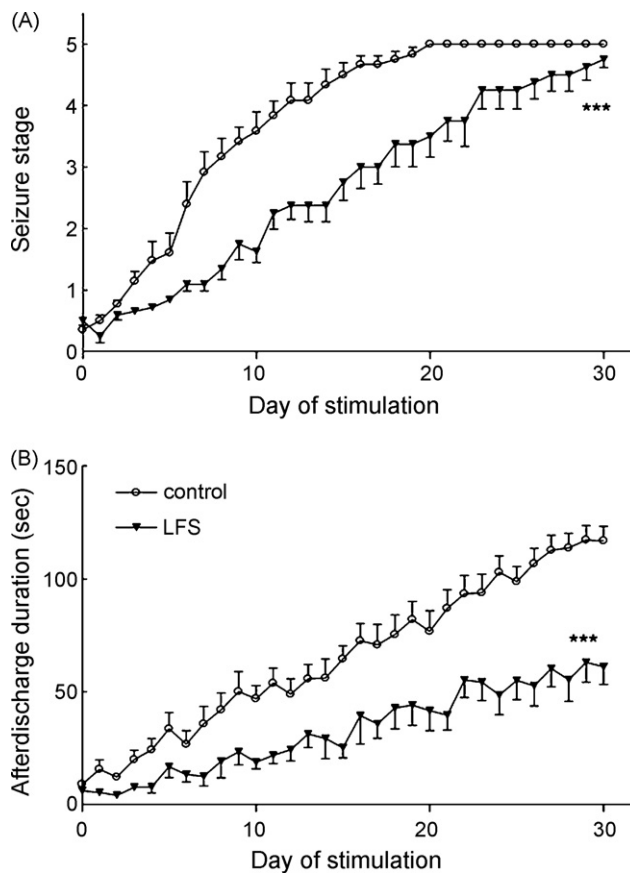 (A)
Seizure stage
5
4
3
2
1
0
***
0 10 20 30
Day of stimulation
(B)
Afterdischarge duration (sec)
150
100
50
0
control
LFS
***
0 10 20 30
Day of stimulation